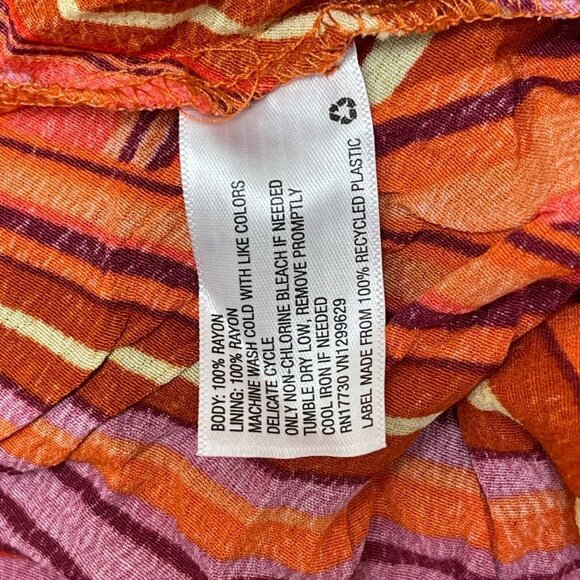 BODY: 100% RAYON
LINING: 100% RAYON
MACHINE WASH COLD WITH LIKE COLORS
DELICATE CYCLE
ONLY NON-CHLORINE BLEACH IF NEEDED
TUMBLE DRY LOW, REMOVE PROMPTLY
COOL IRON IF NEEDED
RN17730 VN1299629
LABEL MADE FROM 100% RECYCLED PLASTIC